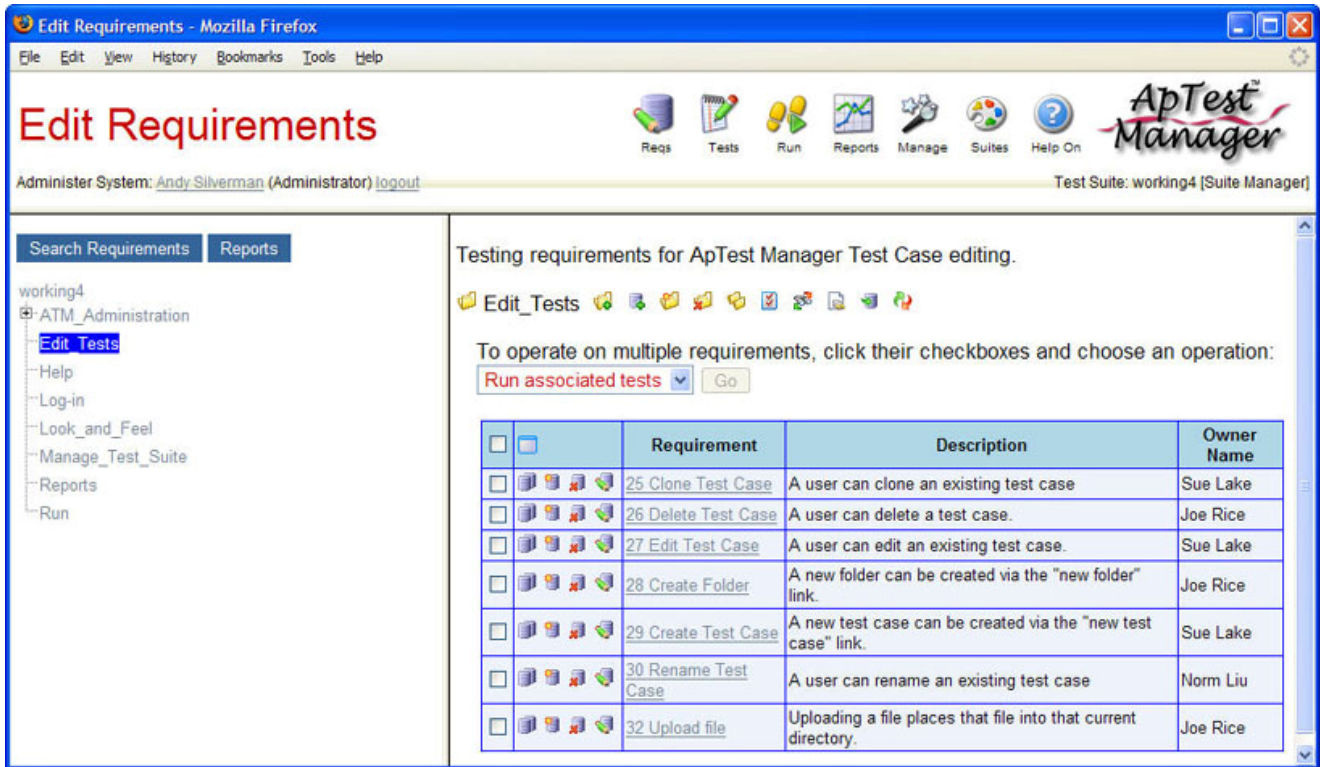 Edit Requirements - Mozilla Firefox
File Edit View History Bookmarks Tools Help
Edit Requirements
Reqs Tests Run Reports Manage Suites Help On
ApTest™
Manager
Administer System: Andy Silverman (Administrator) logout
Test Suite: working4 [Suite Manager]
Search Requirements Reports
working4
ATM_Administration
Edit_Tests
Help
Log-in
Look_and_Feel
Manage_Test_Suite
Reports
Run
Testing requirements for ApTest Manager Test Case editing.
Edit_Tests
To operate on multiple requirements, click their checkboxes and choose an operation:
Run associated tests Go
Requirement Description Owner
Name
25 Clone Test Case A user can clone an existing test case Sue Lake
26 Delete Test Case A user can delete a test case. Joe Rice
27 Edit Test Case A user can edit an existing test case. Sue Lake
28 Create Folder A new folder can be created via the "new folder"
link. Joe Rice
29 Create Test Case A new test case can be created via the "new test
case" link. Sue Lake
30 Rename Test
Case A user can rename an existing test case Norm Liu
32 Upload file Uploading a file places that file into that current
directory. Joe Rice